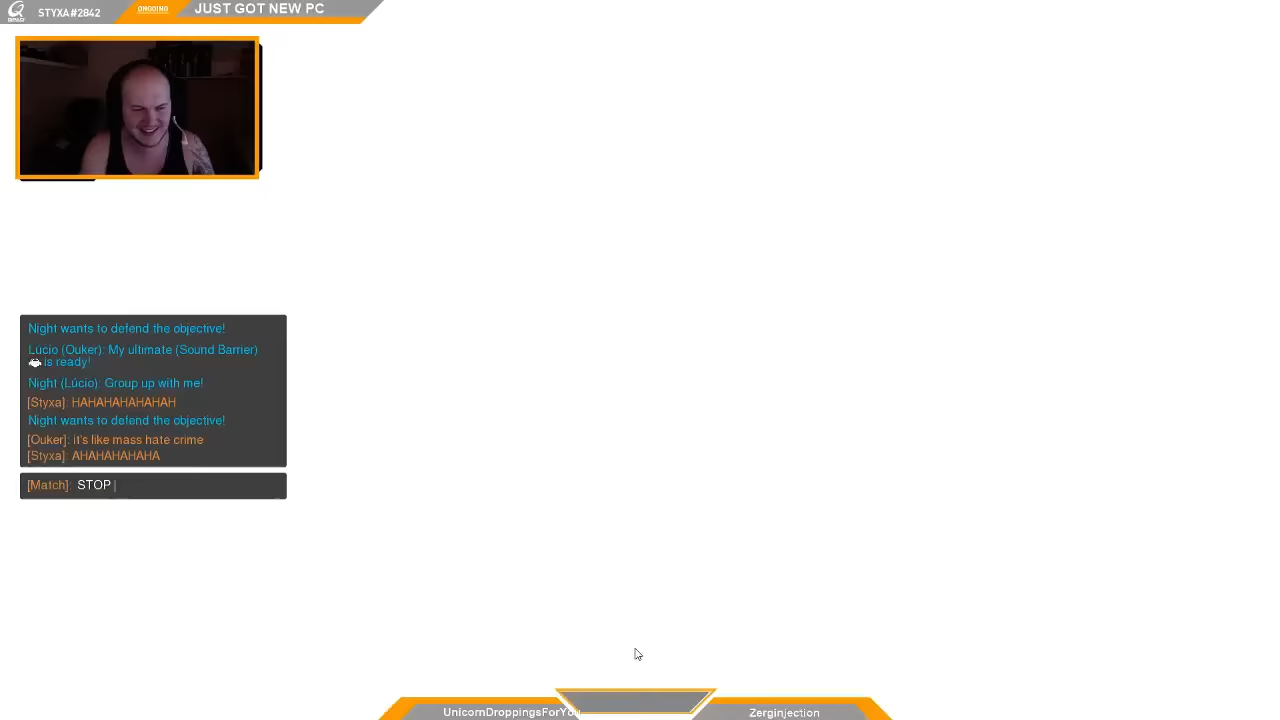 STYXA#2842
ONGOING
JUST GOT NEW PC
Night wants to defend the objective!
Lúcio (Ouker): My ultimate (Sound Barrier)
is ready!
Night (Lúcio): Group up with me!
[Styxa]: HAHAHAHAHAHAH
Night wants to defend the objective!
[Ouker]: it's like mass hate crime
[Styxa]: AHAHAHAHAHA
[Match]: STOP
UnicornDroppingsForYou
Zerginjection